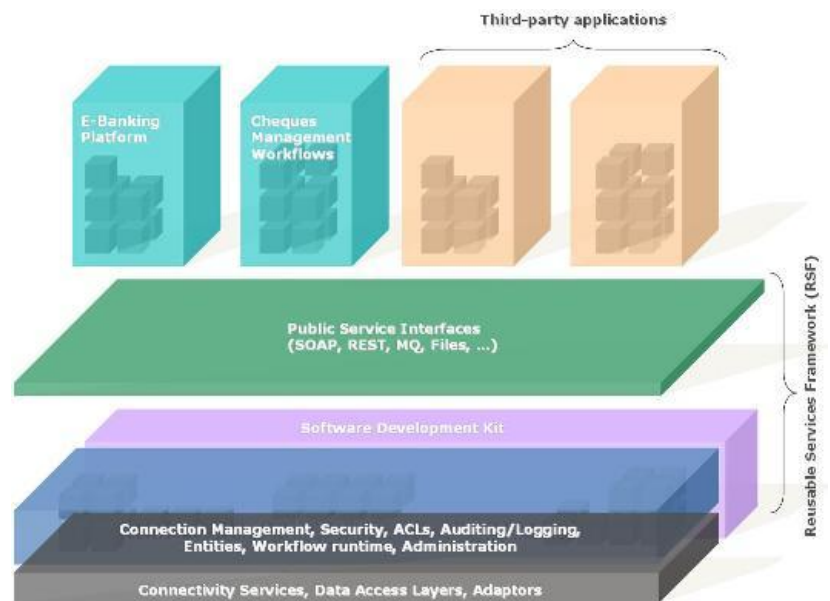 Third-party applications
E-Banking
Platform
Cheques
Management
Workflows
Public Service Interfaces
(SOAP, REST, MQ, Files, ...)
Software Development Kit
Connection Management, Security, ACLs, Auditing/Logging,
Entities, Workflow runtime, Administration
Connectivity Services, Data Access Layers, Adaptors
Reusable Services Framework (RSF)